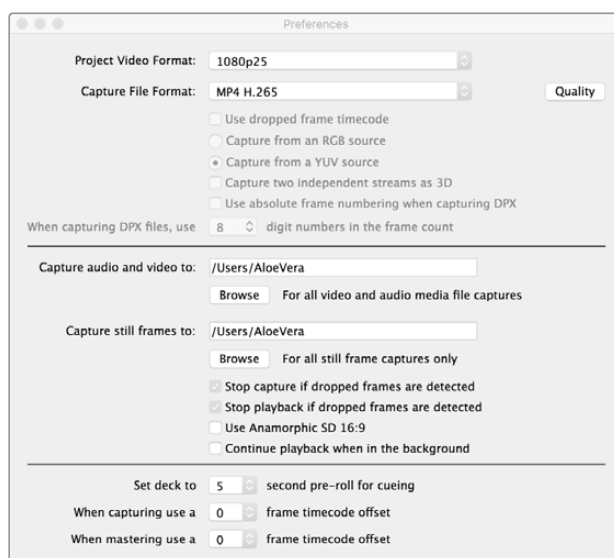 Preferences
Project Video Format: 1080p25
Capture File Format: MP4 H.265 Quality
Use dropped frame timecode
Capture from an RGB source
Capture from a YUV source
Capture two independent streams as 3D
Use absolute frame numbering when capturing DPX
When capturing DPX files, use 8 digit numbers in the frame count
Capture audio and video to: /Users/AloeVera
Browse For all video and audio media file captures
Capture still frames to: /Users/AloeVera
Browse For all still frame captures only
Stop capture if dropped frames are detected
Stop playback if dropped frames are detected
Use Anamorphic SD 16:9
Continue playback when in the background
Set deck to 5 second pre-roll for cueing
When capturing use a 0 frame timecode offset
When mastering use a 0 frame timecode offset